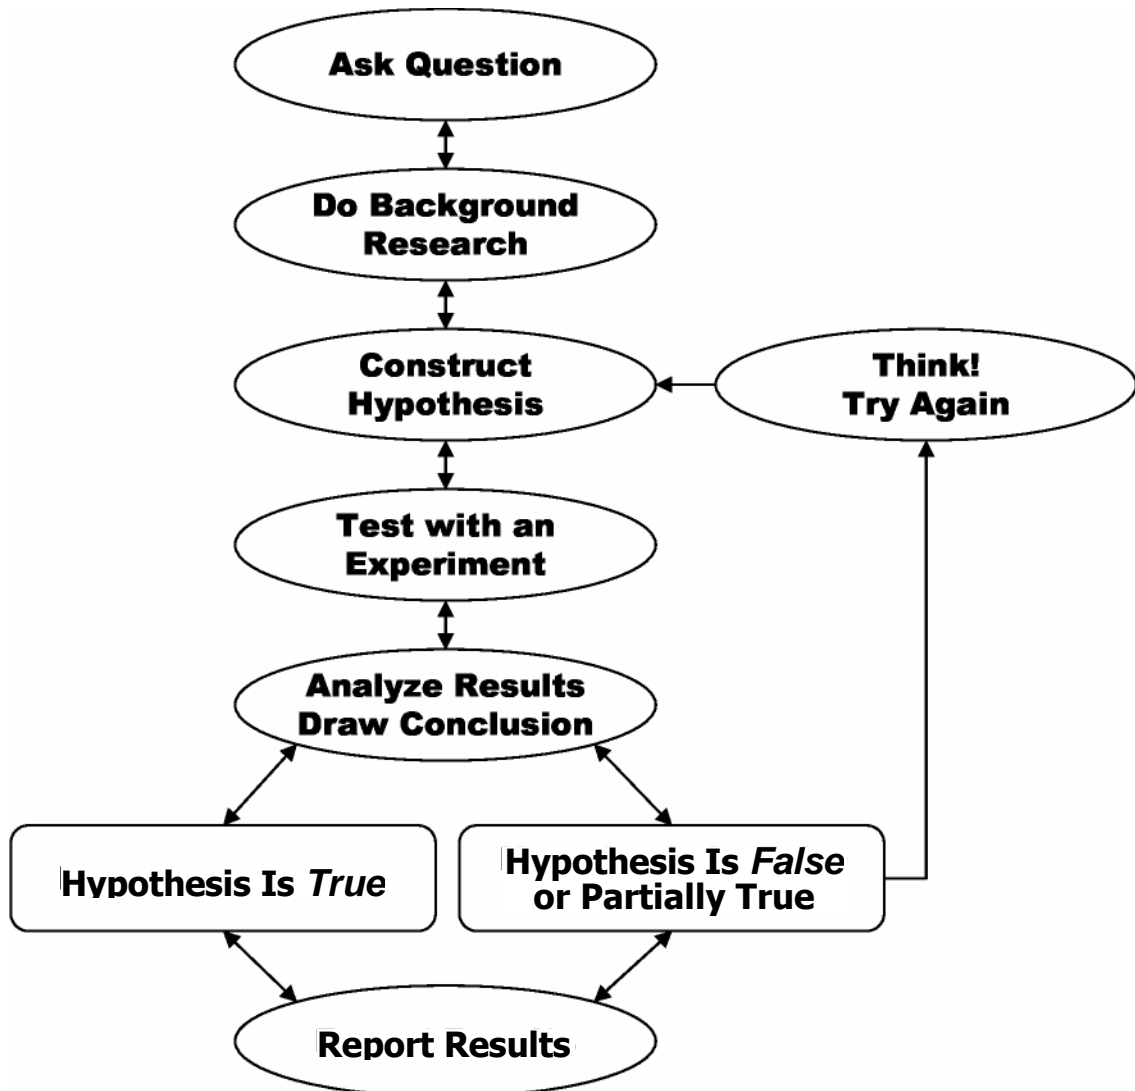 Ask Question
Do Background
Research
Construct
Hypothesis
Think!
Try Again
Test with an
Experiment
Analyze Results
Draw Conclusion
Hypothesis Is True
Hypothesis Is False
or Partially True
Report Results